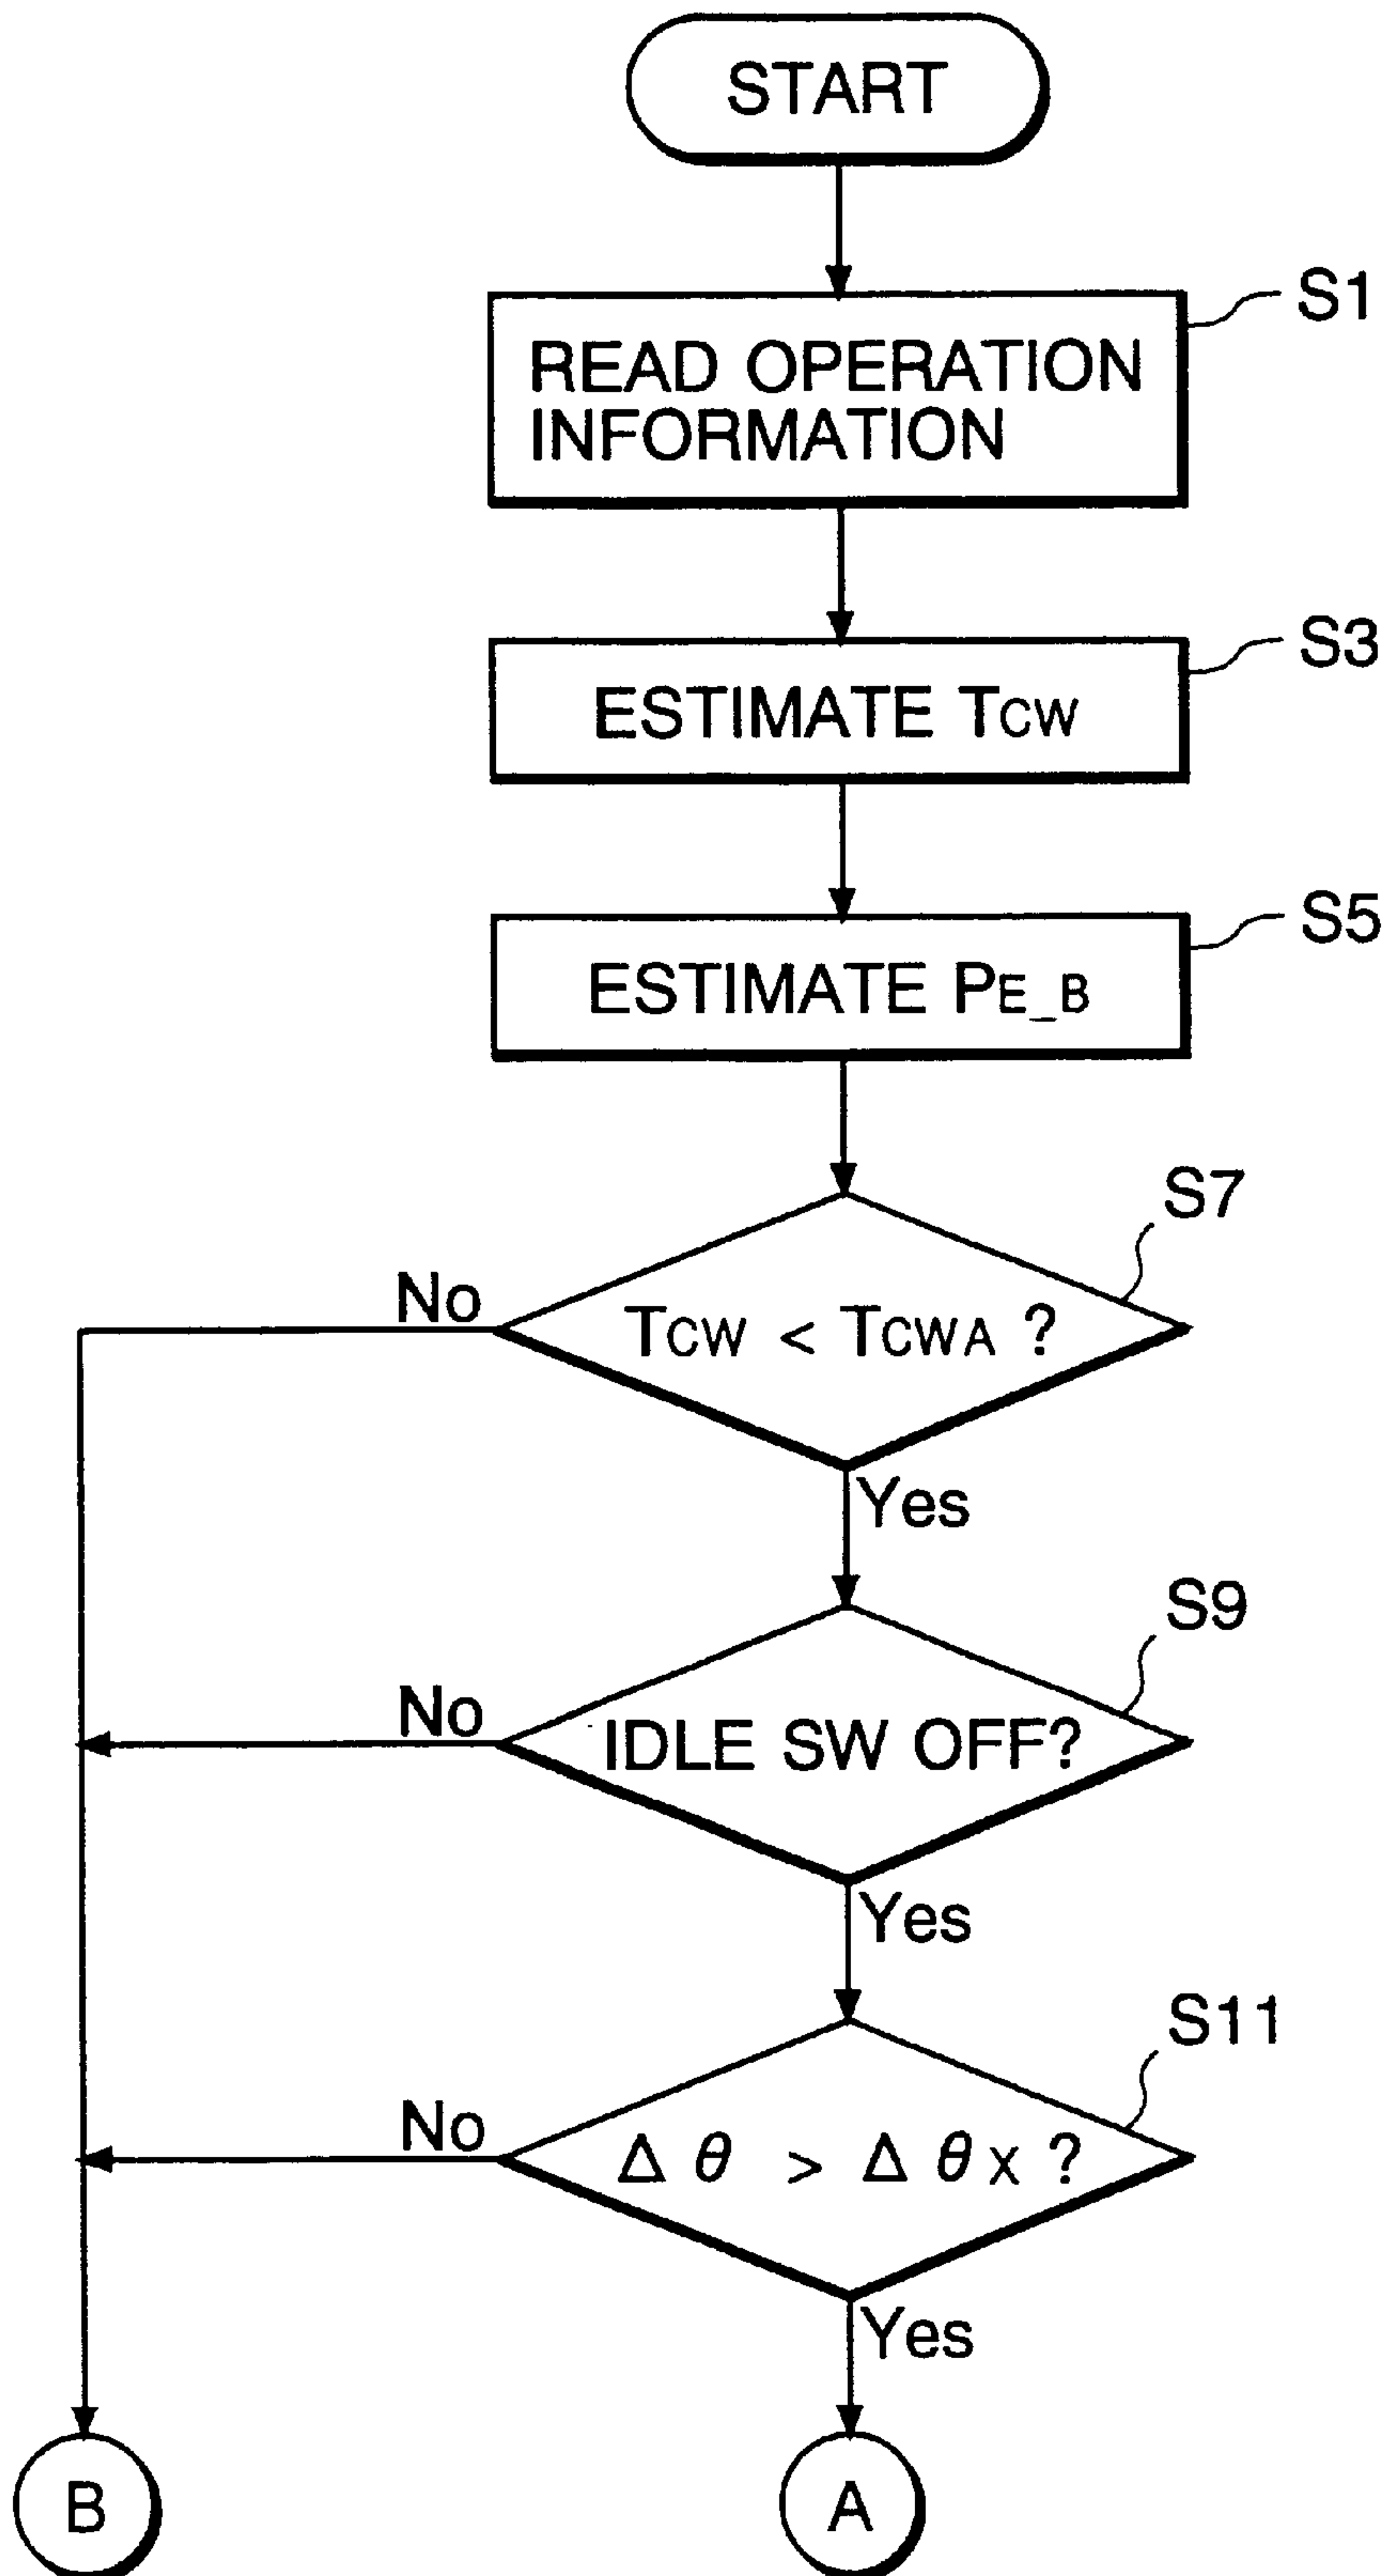 START
S1
READ OPERATION
INFORMATION
S3
ESTIMATE TCW
S5
ESTIMATE PE_B
S7
No
TCW < TCWA ?
Yes
S9
No
IDLE SW OFF?
Yes
S11
No
Δ θ > Δ θ X ?
Yes
B
A